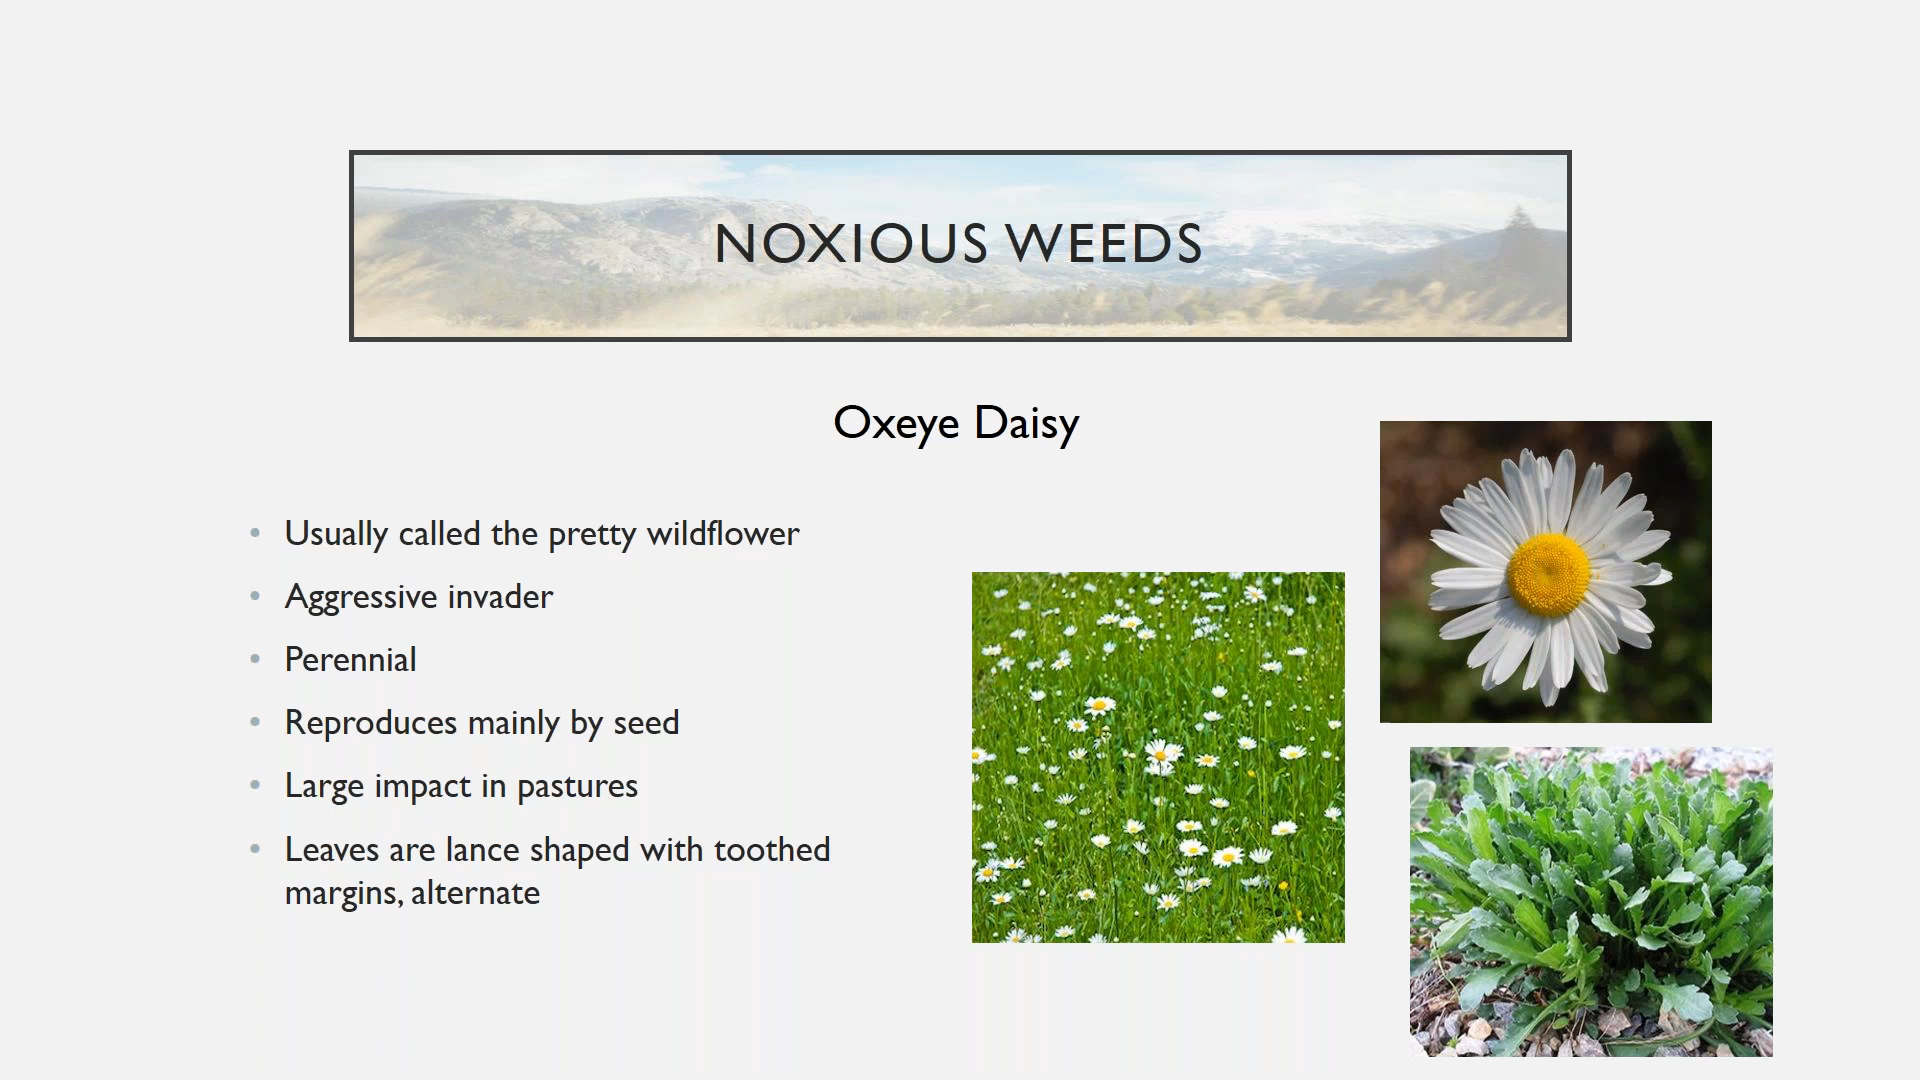 NOXIOUS WEEDS
Oxeye Daisy
• Usually called the pretty wildflower
• Aggressive invader
• Perennial
• Reproduces mainly by seed
• Large impact in pastures
• Leaves are lance shaped with toothed
margins, alternate